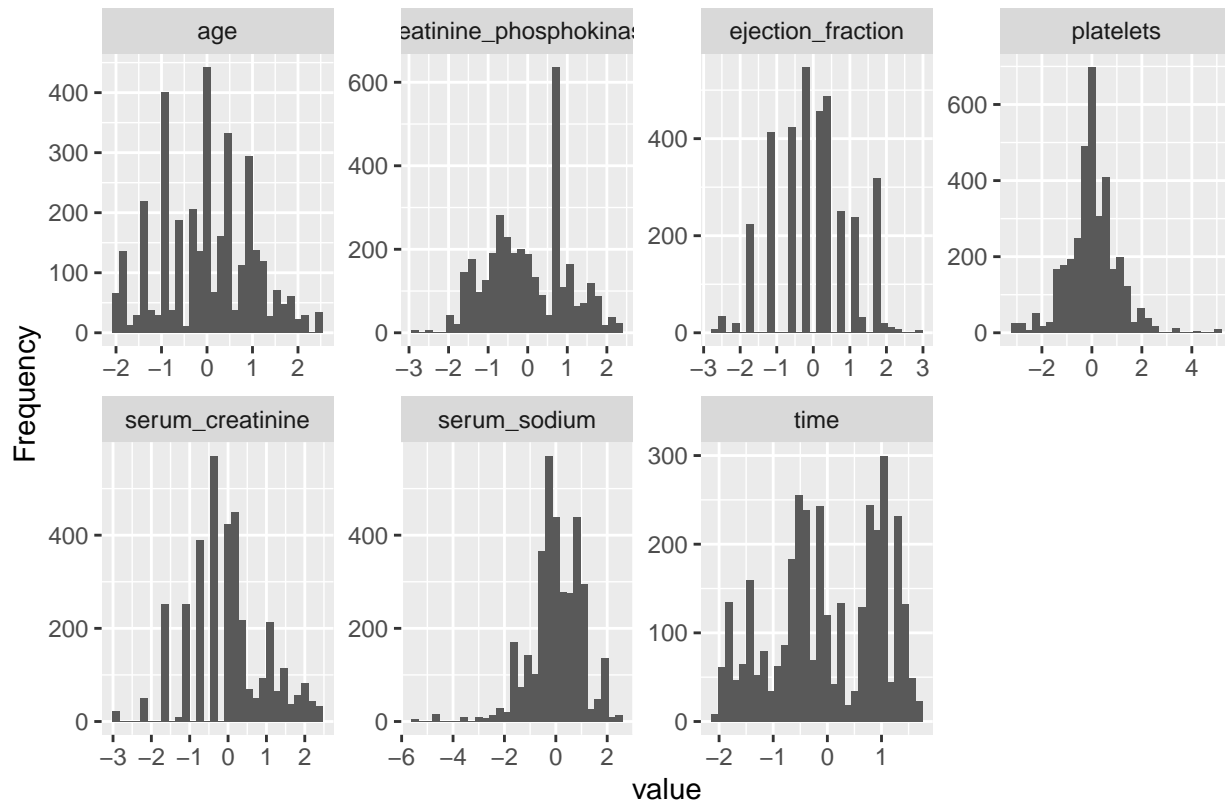 age
eatinine_phosphokinas
ejection_fraction
platelets
400
300
200
100
0
−2 −1 0 1 2
600
400
200
0
−3 −2 −1 0 1 2
400
200
0
−3 −2 −1 0 1 2 3
600
400
200
0
−2 0 2 4
Frequency
serum_creatinine
serum_sodium
time
400
200
0
−3 −2 −1 0 1 2
400
200
0
−6 −4 −2 0 2
300
200
100
0
−2 −1 0 1
value